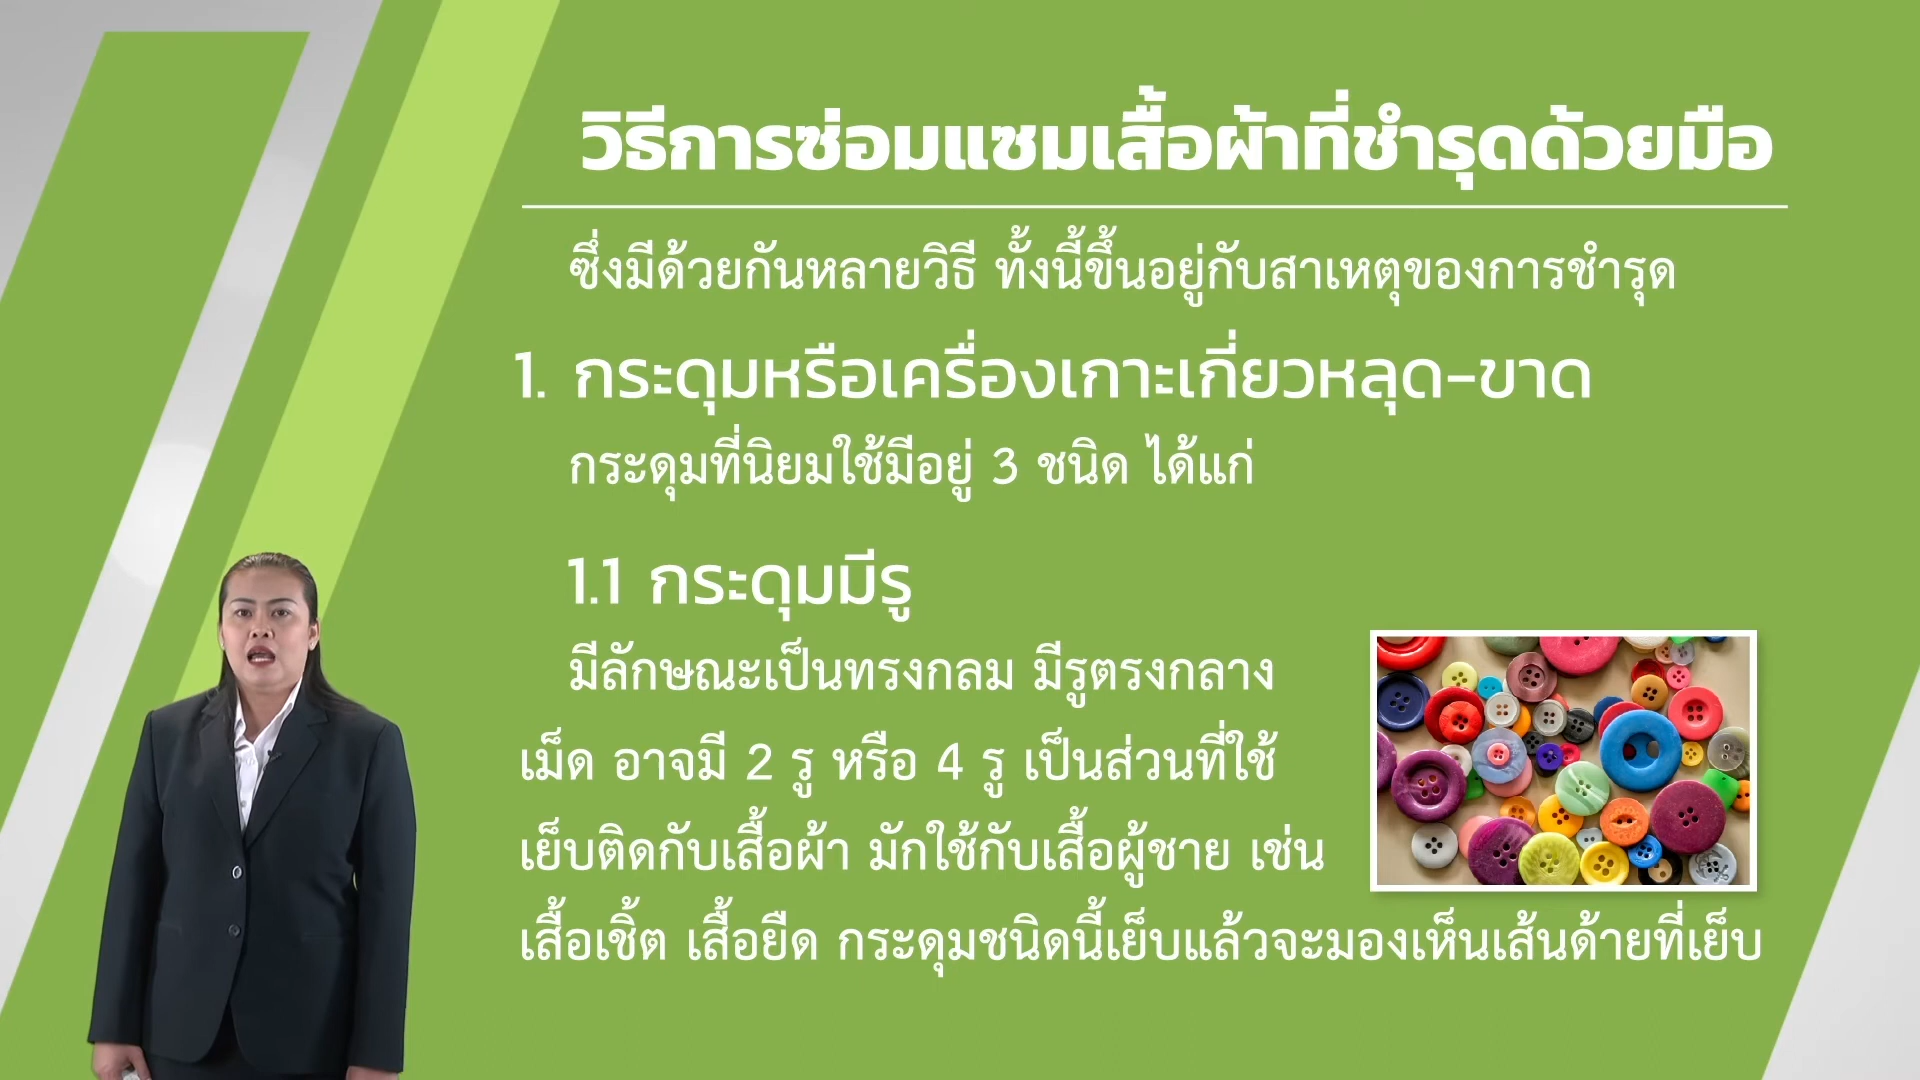 วิธีการซ่อมแซมเสื้อผ้าที่ชำรุดด้วยมือ
ซึ่งมีด้วยกันหลายวิธี ทั้งนี้ขึ้นอยู่กับสาเหตุของการชำรุด
1. กระดุมหรือเครื่องเกาะเกี่ยวหลุด-ขาด
กระดุมที่นิยมใช้มีอยู่ 3 ชนิด ได้แก่
1.1 กระดุมมีรู
มีลักษณะเป็นทรงกลม มีรูตรงกลาง
เม็ด อาจมี 2 รู หรือ 4 รู เป็นส่วนที่ใช้
เย็บติดกับเสื้อผ้า มักใช้กับเสื้อผู้ชาย เช่น
เสื้อเชิ้ต เสื้อยืด กระดุมชนิดนี้เย็บแล้วจะมองเห็นเส้นด้ายที่เย็บ